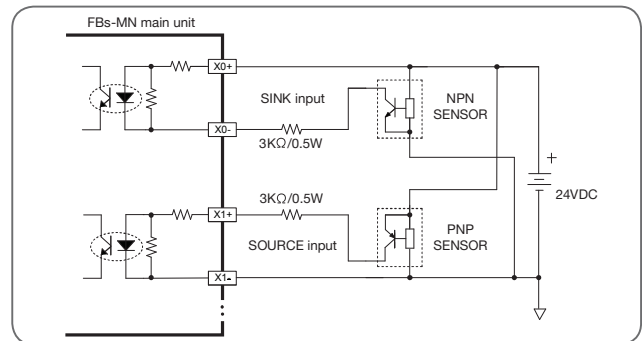 FBs-MN main unit
X0+
SINK input
NPN
SENSOR
X0-
3KΩ/0.5W
+
24VDC
3KΩ/0.5W
X1+
SOURCE input
PNP
SENSOR
X1-